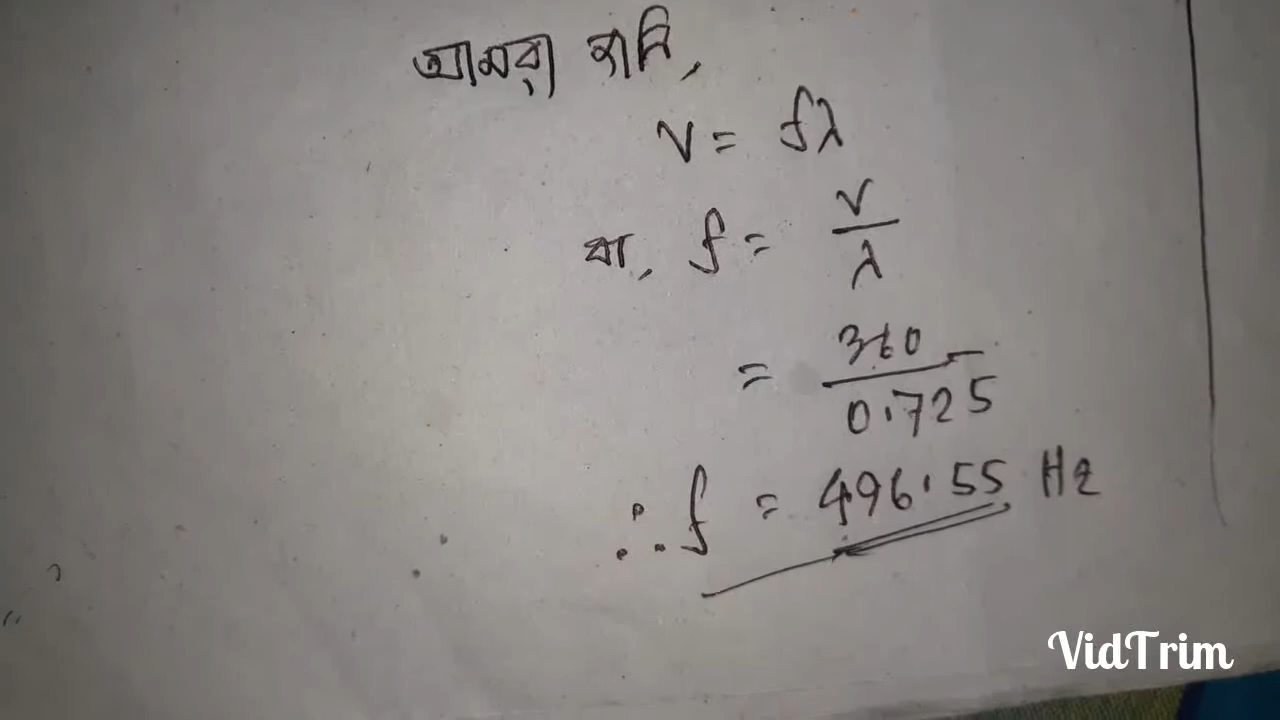 আমরা জানি,
v = fλ
বা, f = v/λ
= 360/0.725
∴ f = 496.55 Hz
VidTrim